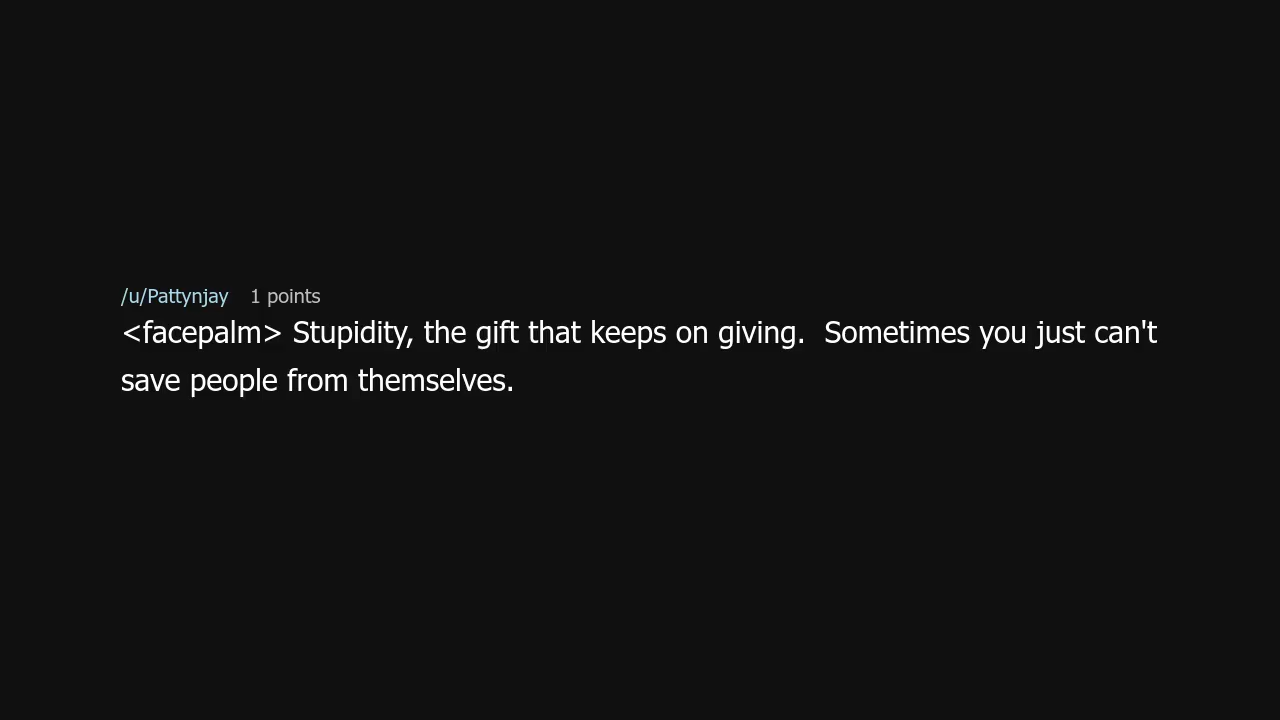 /u/Pattynjay 1 points
<facepalm> Stupidity, the gift that keeps on giving.  Sometimes you just can't
save people from themselves.